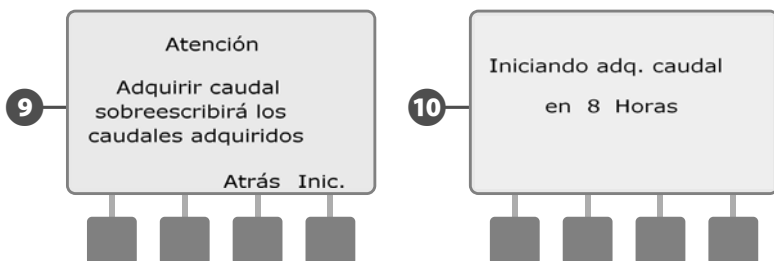 9
Atención
Adquirir caudal
sobreescribirá los
caudales adquiridos
Atrás Inic.
10
Iniciando adq. caudal
en 8 Horas